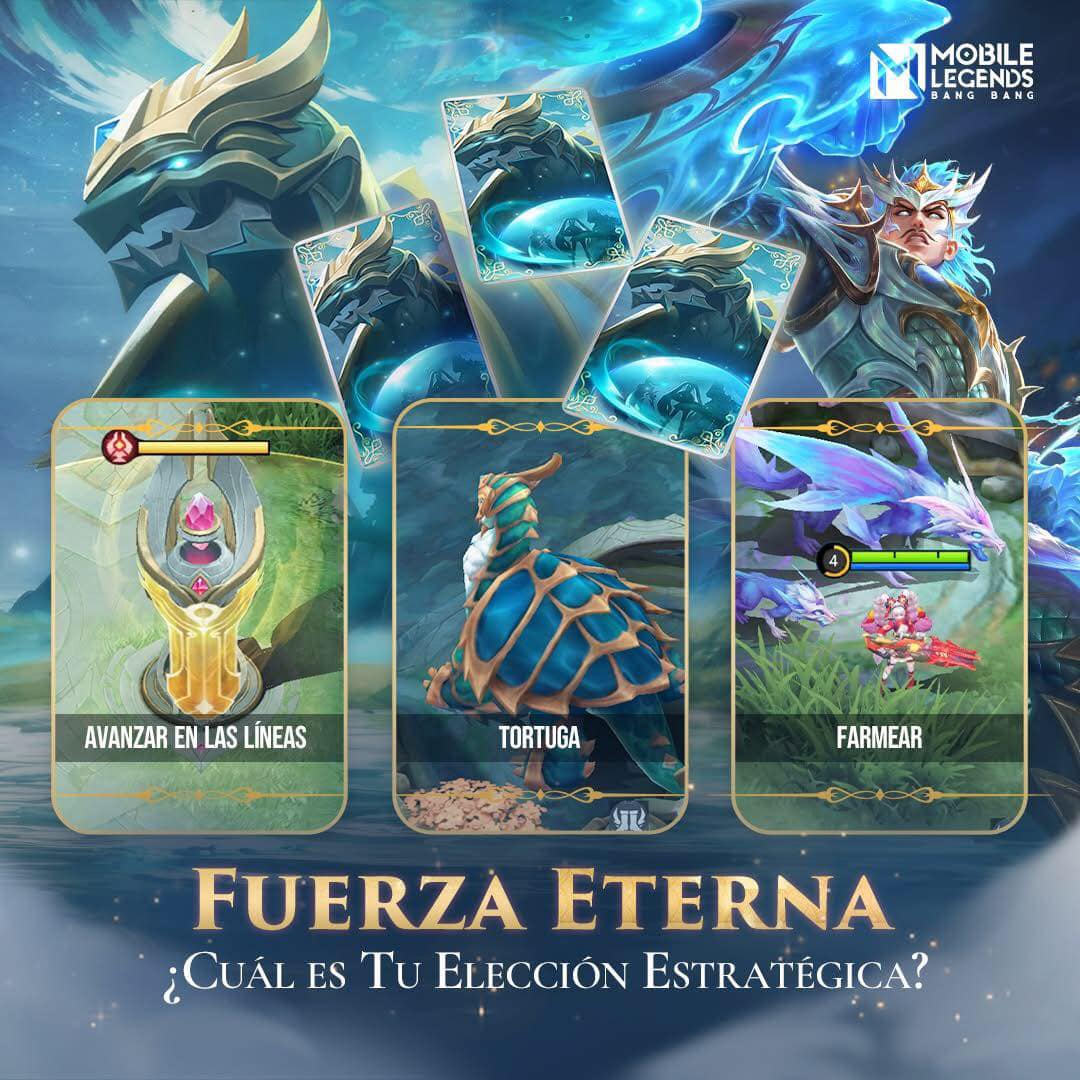 MOBILE
LEGENDS
BANG BANG
4
AVANZAR EN LAS LÍNEAS
TORTUGA
FARMEAR
FUERZA ETERNA
¿CUÁL ES TU ELECCIÓN ESTRATÉGICA?